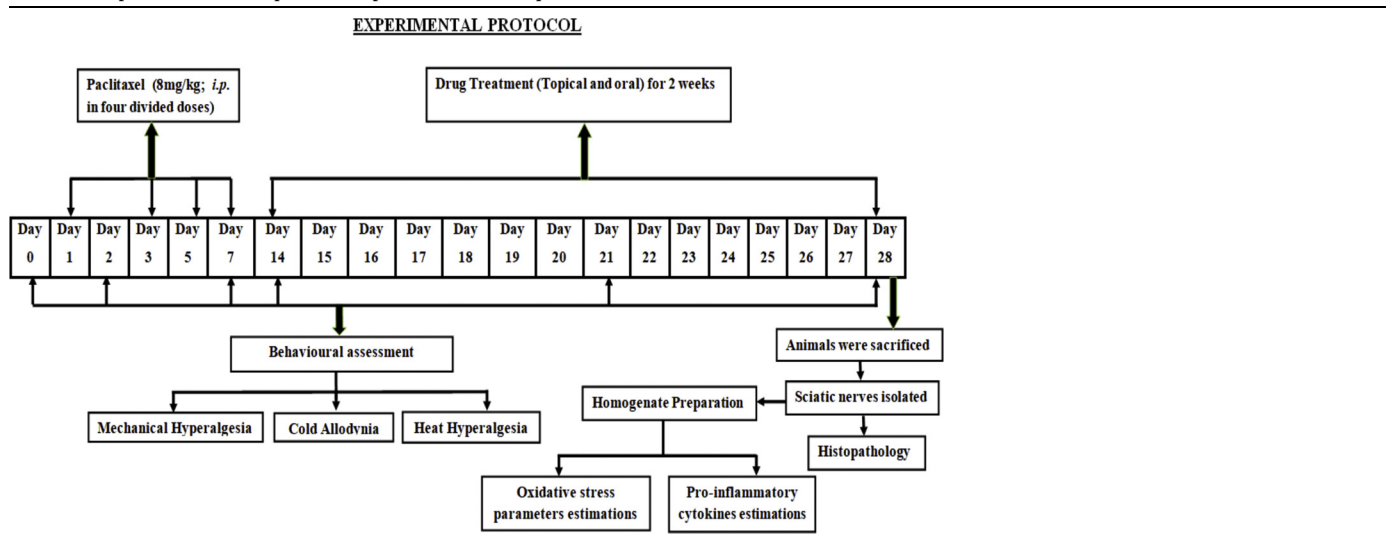 EXPERIMENTAL PROTOCOL
Paclitaxel (8mg/kg; i.p.
in four divided doses)
Drug Treatment (Topical and oral) for 2 weeks
Day Day Day Day Day Day Day Day Day Day Day Day Day Day Day Day Day Day Day Day Day
0 1 2 3 5 7 14 15 16 17 18 19 20 21 22 23 24 25 26 27 28
Behavioural assessment
Animals were sacrificed
Mechanical Hyperalgesia
Cold Allodynia
Heat Hyperalgesia
Homogenate Preparation
Sciatic nerves isolated
Histopathology
Oxidative stress
parameters estimations
Pro-inflammatory
cytokines estimations